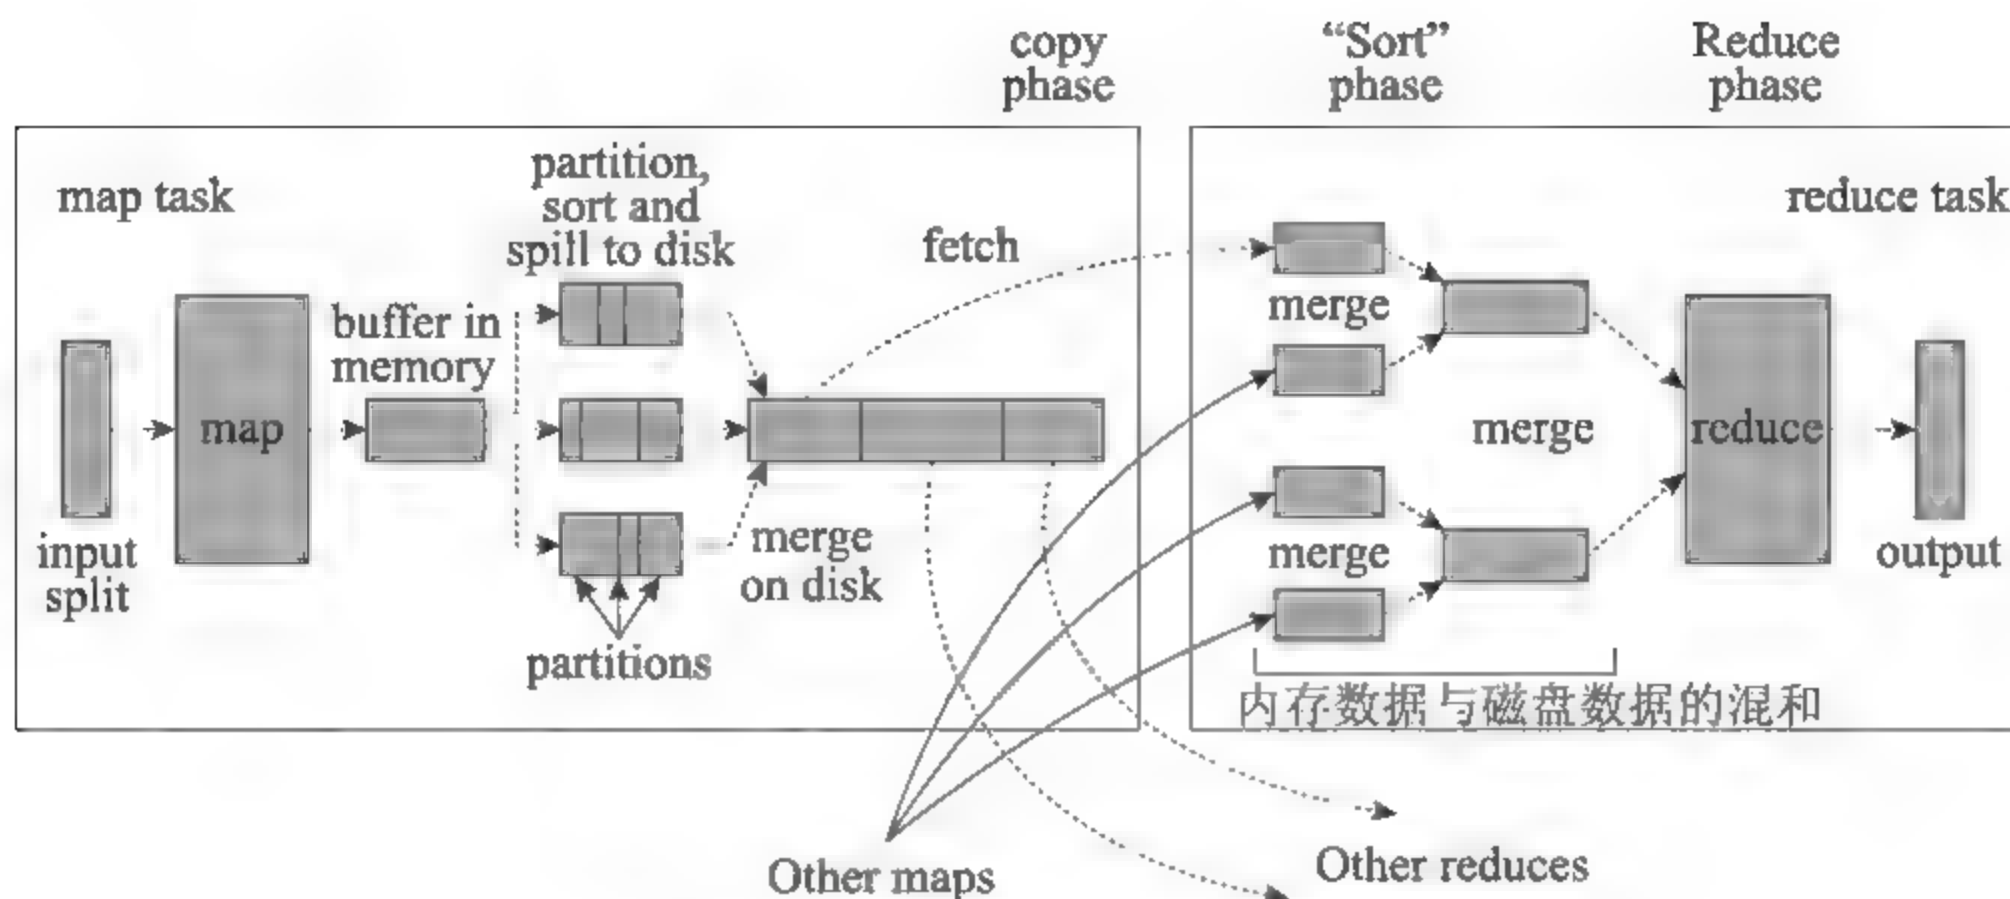 copy
phase
“Sort”
phase
Reduce
phase
map task
partition,
sort and
spill to disk
fetch
reduce task
buffer in
memory
merge
map
merge
reduce
input
split
merge
on disk
merge
output
partitions
内存数据与磁盘数据的混和
Other maps
Other reduces